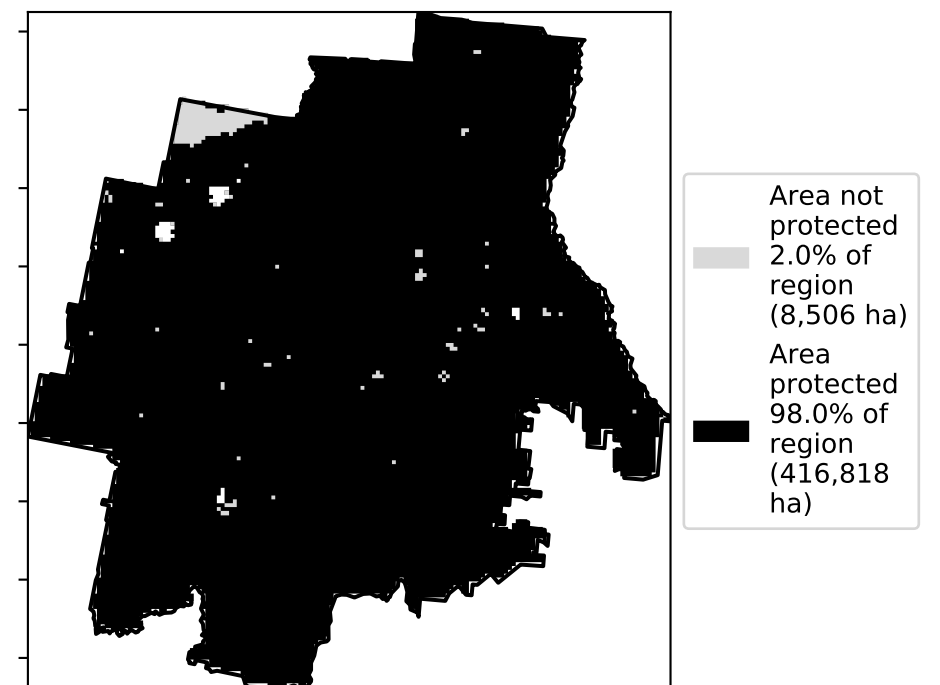 Area not
protected
2.0% of
region
(8,506 ha)
Area
protected
98.0% of
region
(416,818
ha)